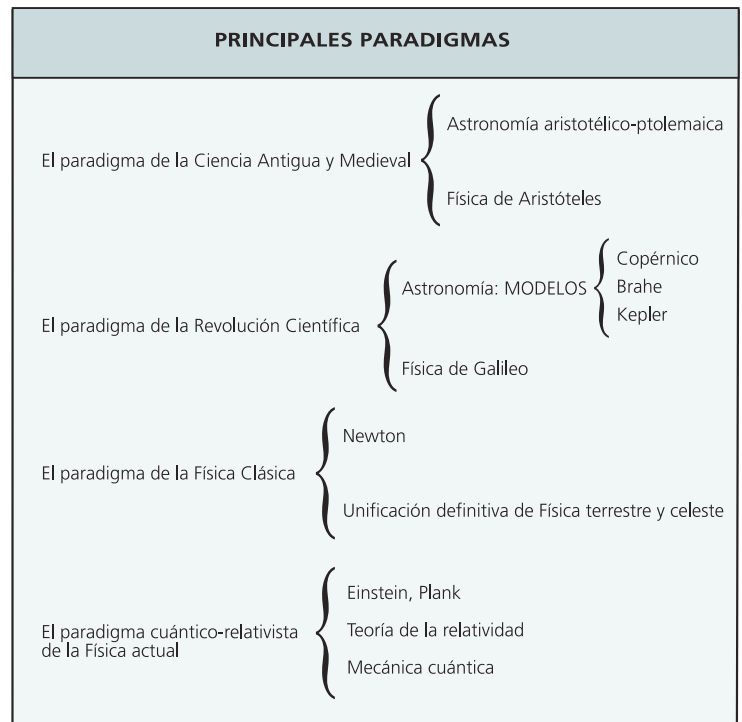 PRINCIPALES PARADIGMAS
El paradigma de la Ciencia Antigua y Medieval
Astronomía aristotélico-ptolemaica
Física de Aristóteles
El paradigma de la Revolución Científica
Astronomía: MODELOS
Copérnico
Brahe
Kepler
Física de Galileo
El paradigma de la Física Clásica
Newton
Unificación definitiva de Física terrestre y celeste
El paradigma cuántico-relativista
de la Física actual
Einstein, Plank
Teoría de la relatividad
Mecánica cuántica